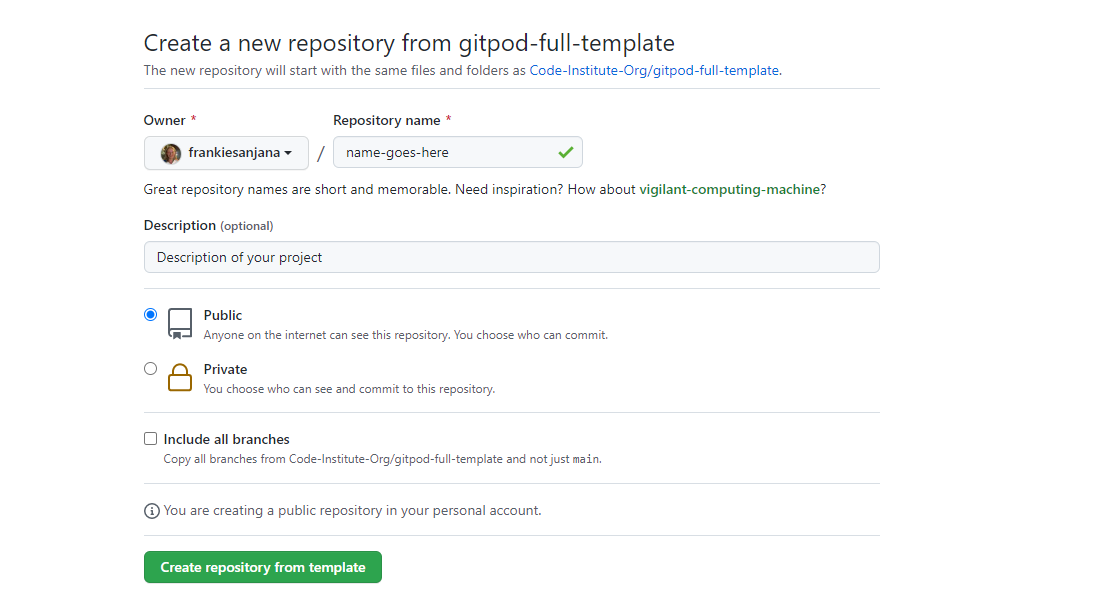 Create a new repository from gitpod-full-template
The new repository will start with the same files and folders as Code-Institute-Org/gitpod-full-template.
Owner * Repository name *
frankiesanjana / name-goes-here
Great repository names are short and memorable. Need inspiration? How about vigilant-computing-machine?
Description (optional)
Description of your project
Public
Anyone on the internet can see this repository. You choose who can commit.
Private
You choose who can see and commit to this repository.
Include all branches
Copy all branches from Code-Institute-Org/gitpod-full-template and not just main.
You are creating a public repository in your personal account.
Create repository from template